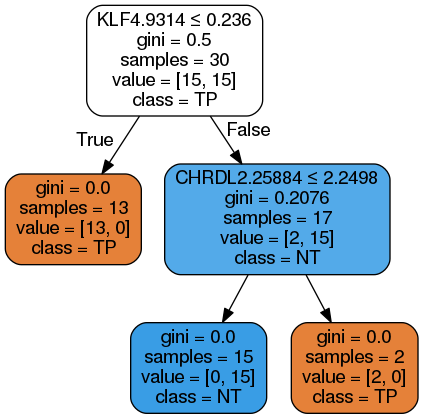 KLF4.9314 ≤ 0.236
gini = 0.5
samples = 30
value = [15, 15]
class = TP
True
False
gini = 0.0
samples = 13
value = [13, 0]
class = TP
CHRDL2.25884 ≤ 2.2498
gini = 0.2076
samples = 17
value = [2, 15]
class = NT
gini = 0.0
samples = 15
value = [0, 15]
class = NT
gini = 0.0
samples = 2
value = [2, 0]
class = TP